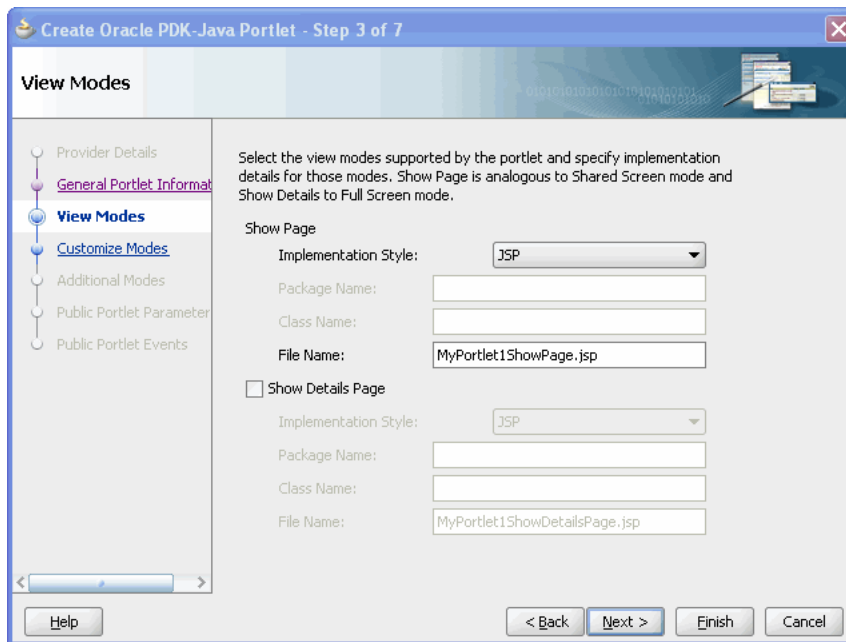 Create Oracle PDK-Java Portlet - Step 3 of 7
View Modes
Provider Details
General Portlet Informat
View Modes
Customize Modes
Additional Modes
Public Portlet Parameter
Public Portlet Events
Select the view modes supported by the portlet and specify implementation
details for those modes. Show Page is analogous to Shared Screen mode and
Show Details to Full Screen mode.
Show Page
Implementation Style: JSP
Package Name:
Class Name:
File Name: MyPortlet1ShowPage.jsp
Show Details Page
Implementation Style: JSP
Package Name:
Class Name:
File Name: MyPortlet1ShowDetailsPage.jsp
Help < Back Next > Finish Cancel